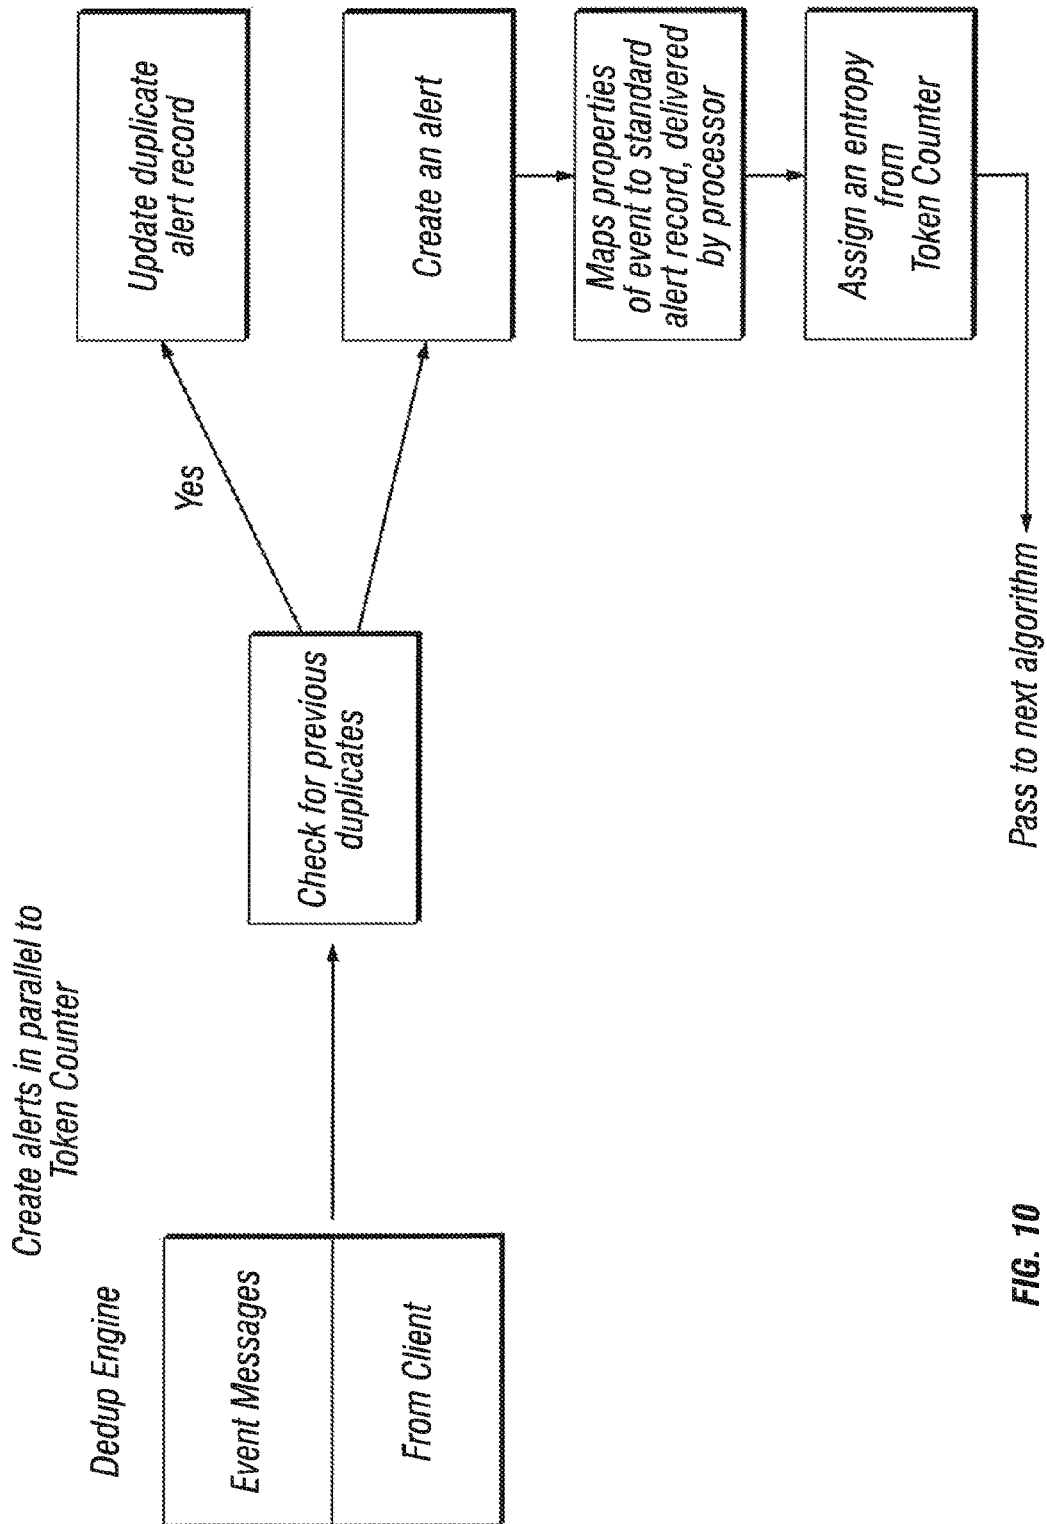 Create alerts in parallel to
Token Counter
Dedup Engine
Event Messages
From Client
Check for previous
duplicates
Yes
Update duplicate
alert record
Create an alert
Maps properties
of event to standard
alert record, delivered
by processor
Assign an entropy
from
Token Counter
Pass to next algorithm
FIG. 10